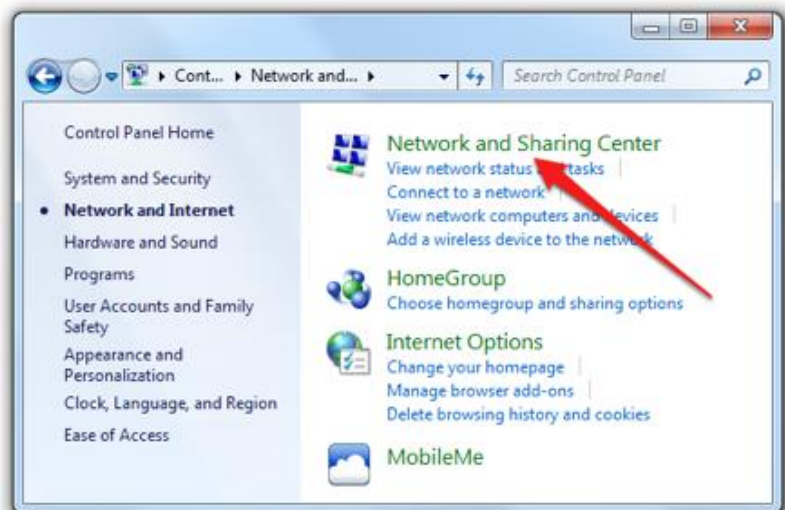 Cont... Network and...
Search Control Panel
Control Panel Home
System and Security
Network and Internet
Hardware and Sound
Programs
User Accounts and Family
Safety
Appearance and
Personalization
Clock, Language, and Region
Ease of Access
Network and Sharing Center
View network status tasks
Connect to a network
View network computers and devices
Add a wireless device to the network
HomeGroup
Choose homegroup and sharing options
Internet Options
Change your homepage
Manage browser add-ons
Delete browsing history and cookies
MobileMe